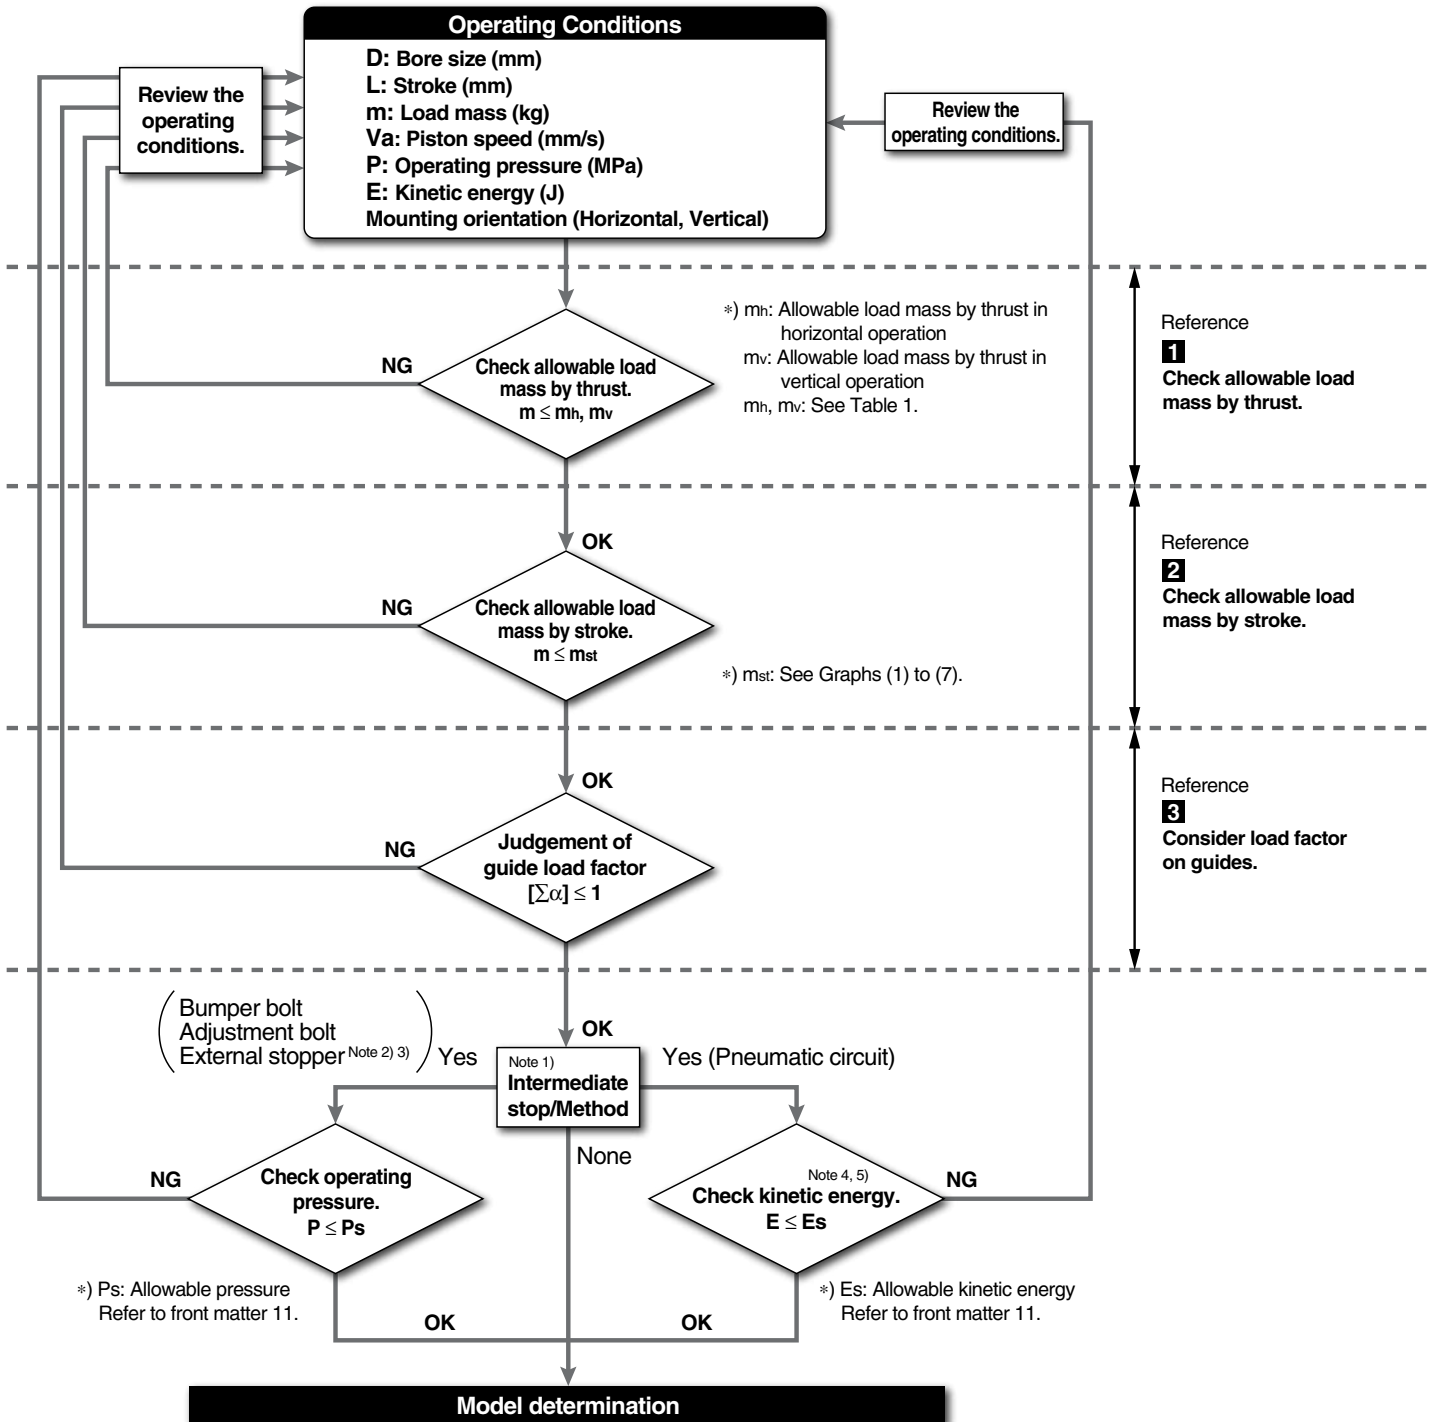 Operating Conditions
D: Bore size (mm)
L: Stroke (mm)
m: Load mass (kg)
Va: Piston speed (mm/s)
P: Operating pressure (MPa)
E: Kinetic energy (J)
Mounting orientation (Horizontal, Vertical)
Review the
operating
conditions.
Review the
operating conditions.
NG
Check allowable load
mass by thrust.
m ≤ mh, mv
*) mh: Allowable load mass by thrust in
horizontal operation
mv: Allowable load mass by thrust in
vertical operation
mh, mv: See Table 1.
Reference
1
Check allowable load
mass by thrust.
OK
NG
Check allowable load
mass by stroke.
m ≤ mst
*) mst: See Graphs (1) to (7).
Reference
2
Check allowable load
mass by stroke.
OK
NG
Judgement of
guide load factor
[∑α] ≤ 1
Reference
3
Consider load factor
on guides.
OK
Bumper bolt
Adjustment bolt
External stopper Note 2) 3)
Yes
Note 1)
Intermediate
stop/Method
Yes (Pneumatic circuit)
None
NG
Check operating
pressure.
P ≤ Ps
Note 4, 5)
Check kinetic energy.
E ≤ Es
NG
*) Ps: Allowable pressure
Refer to front matter 11.
*) Es: Allowable kinetic energy
Refer to front matter 11.
OK
OK
Model determination